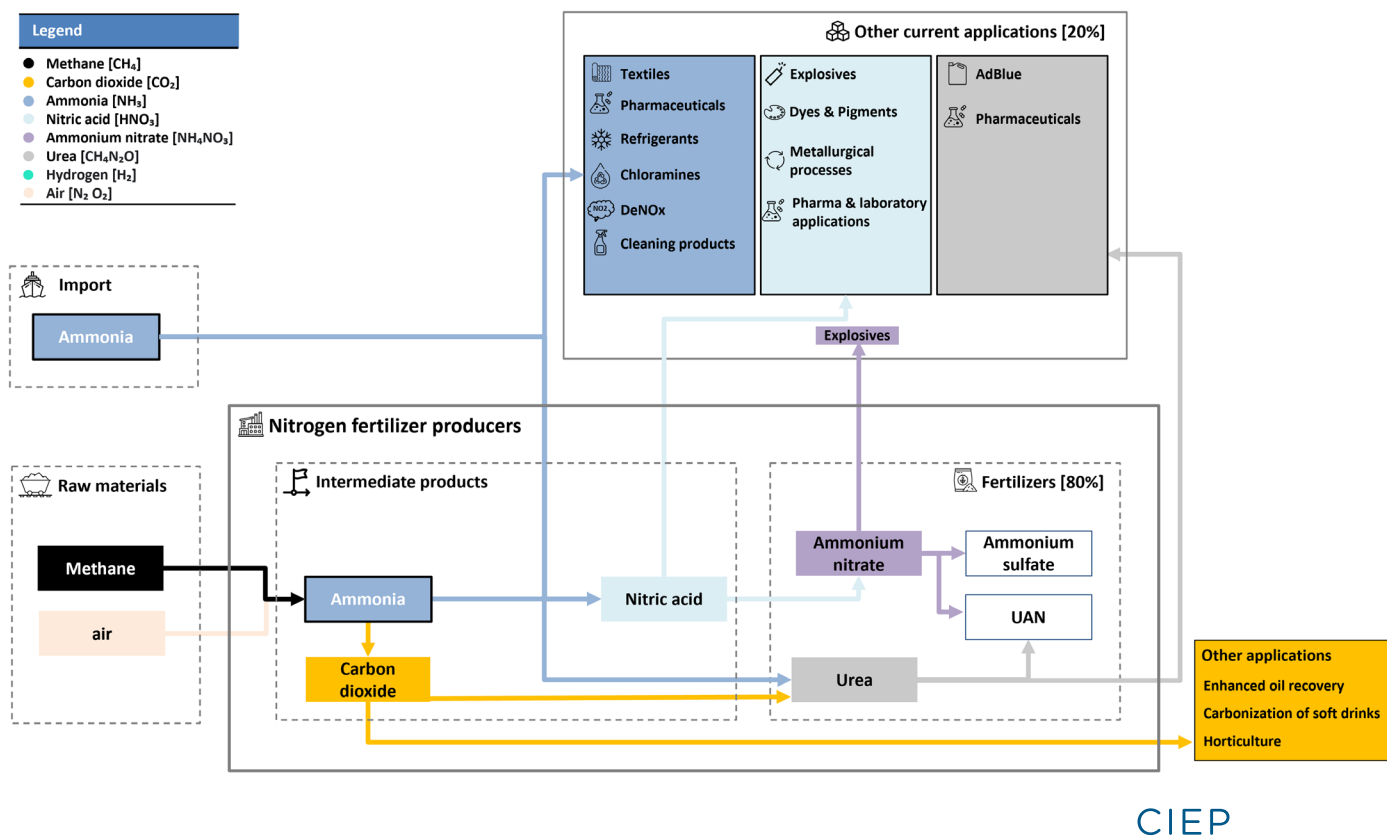 Legend
Methane [CH₄]
Carbon dioxide [CO₂]
Ammonia [NH₃]
Nitric acid [HNO₃]
Ammonium nitrate [NH₄NO₃]
Urea [CH₄N₂O]
Hydrogen [H₂]
Air [N₂ O₂]
Other current applications [20%]
Textiles
Pharmaceuticals
Refrigerants
Chloramines
NO2
DeNOx
Cleaning products
Explosives
Dyes & Pigments
Metallurgical
processes
Pharma & laboratory
applications
AdBlue
Pharmaceuticals
Explosives
Import
Ammonia
Nitrogen fertilizer producers
Raw materials
Methane
air
Intermediate products
Ammonia
Nitric acid
Carbon
dioxide
Fertilizers [80%]
Ammonium
nitrate
Ammonium
sulfate
UAN
Urea
Other applications
Enhanced oil recovery
Carbonization of soft drinks
Horticulture
CIEP